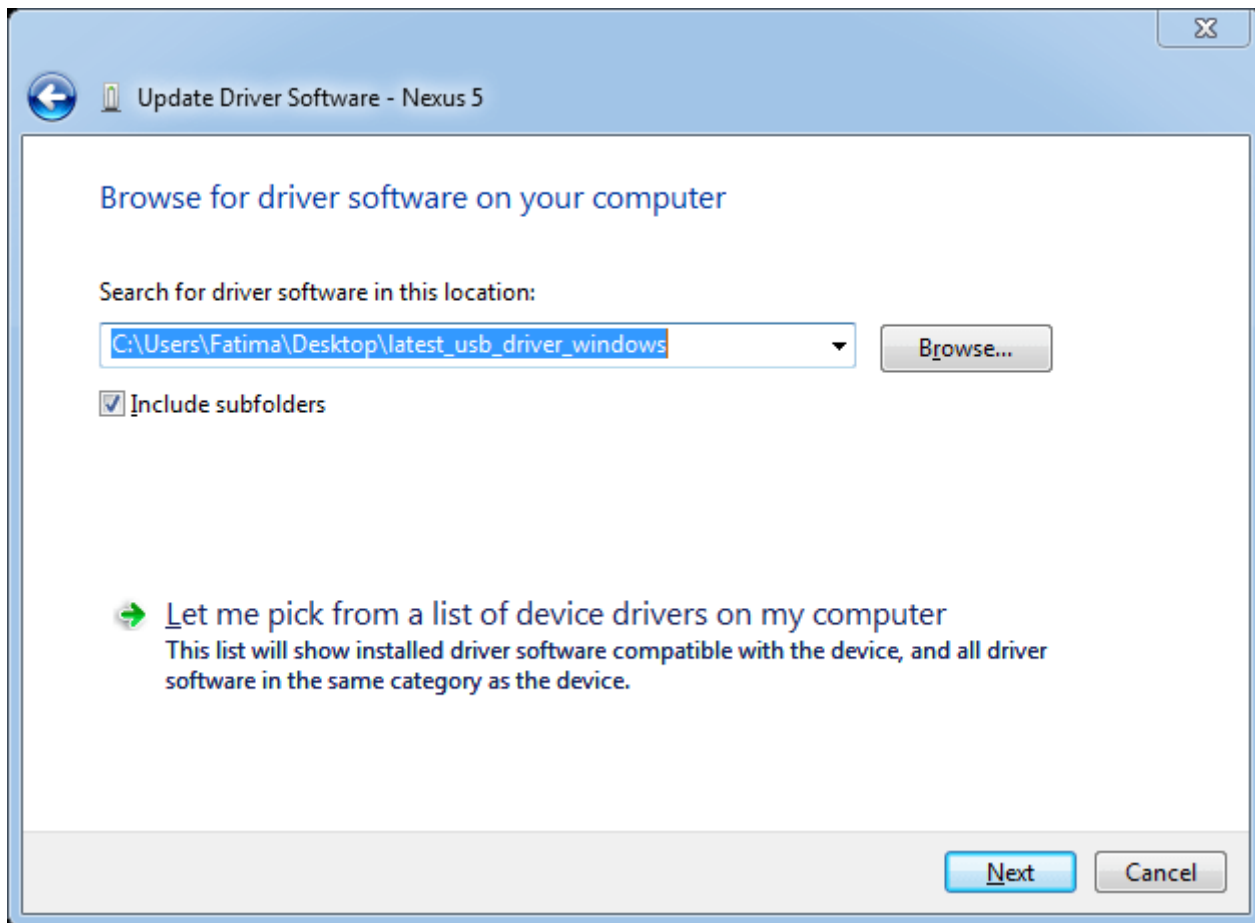 Update Driver Software - Nexus 5
Browse for driver software on your computer
Search for driver software in this location:
C:\Users\Fatima\Desktop\latest_usb_driver_windows
Browse...
Include subfolders
Let me pick from a list of device drivers on my computer
This list will show installed driver software compatible with the device, and all driver
software in the same category as the device.
Next
Cancel